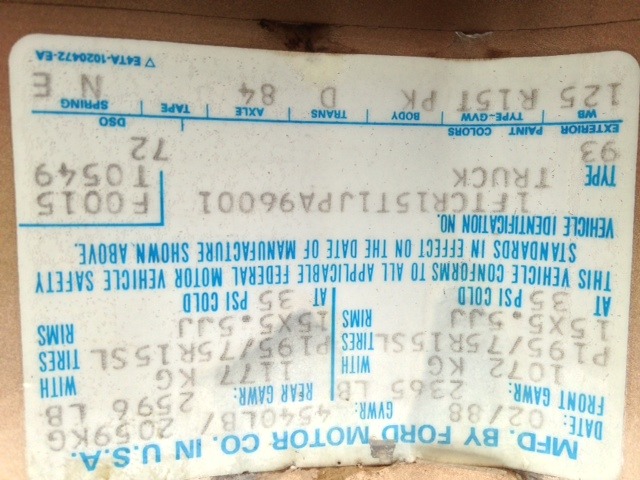 MFD. BY FORD MOTOR CO. IN U.S.A.
DATE: 02/88 GVWR: 4540LB/ 2059KG
FRONT GAWR: 2365 LB REAR GAWR: 2596 LB
1072 KG 1177 KG
WITH P195/75R15SL TIRES WITH P195/75R15SL TIRES
15X5.5JJ RIMS 15X5.5JJ RIMS
AT 35 PSI COLD AT 35 PSI COLD
THIS VEHICLE CONFORMS TO ALL APPLICABLE FEDERAL MOTOR VEHICLE SAFETY
STANDARDS IN EFFECT ON THE DATE OF MANUFACTURE SHOWN ABOVE.
VEHICLE IDENTIFICATION NO.
1FTCR15T1JPA96001 F0015
TYPE TRUCK T0549
93 72
EXTERIOR PAINT COLORS DSO
WB TYPE-GVW BODY TRANS AXLE TAPE SPRING
125 R15T PK D 84 N E
▽ E4TA-1020472-EA